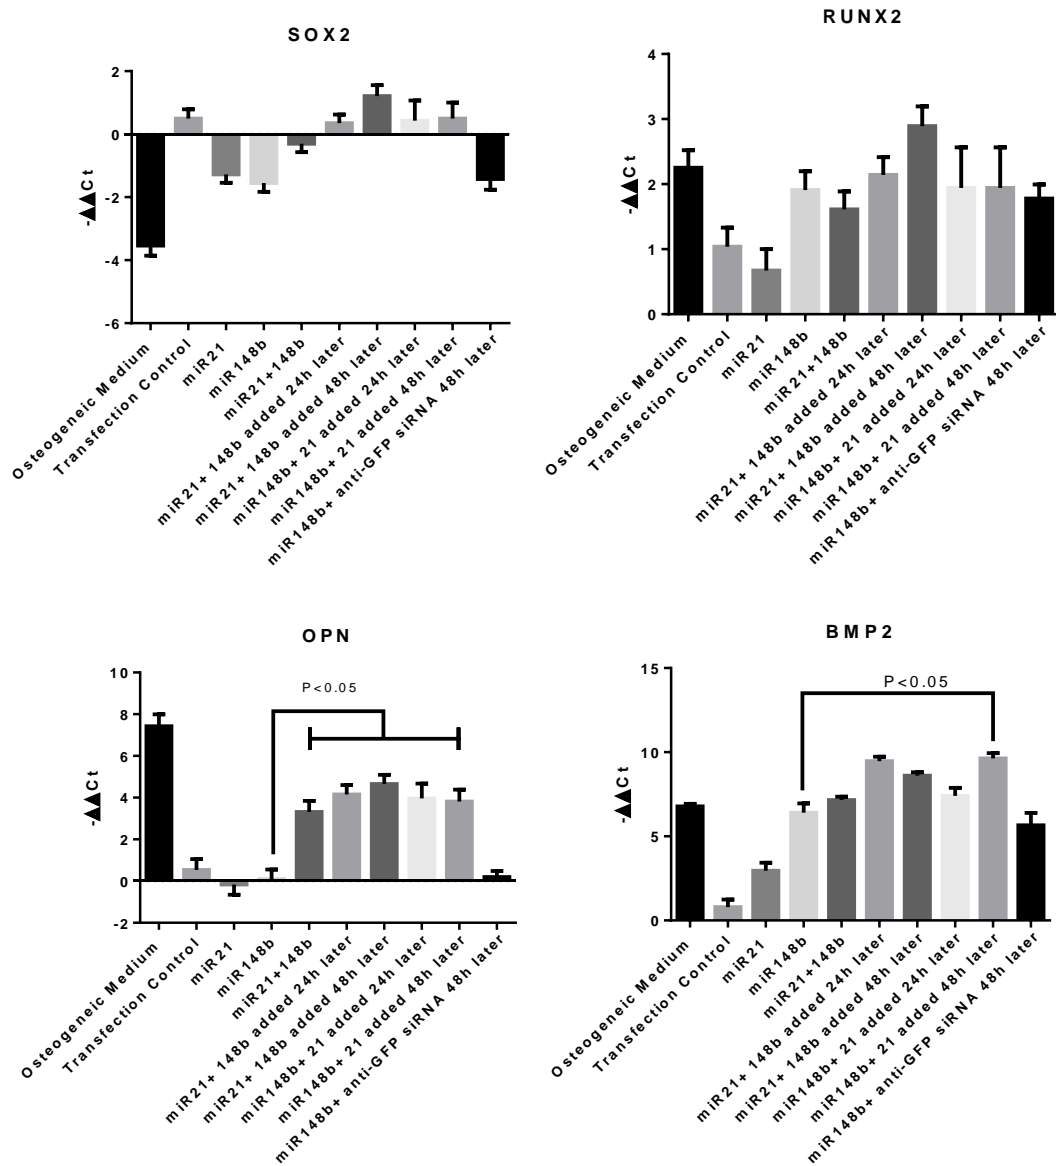 SOX2
2
0
-2
-4
-6
-▲▲Ct
Osteogeneic Medium
Transfection Control
miR21
miR148b
miR21+148b
miR21+ 148b added 24h later
miR21+ 148b added 48h later
miR148b+ 21 added 24h later
miR148b+ 21 added 48h later
miR148b+ anti-GFP siRNA 48h later
RUNX2
4
3
2
1
0
-▲▲Ct
Osteogeneic Medium
Transfection Control
miR21
miR148b
miR21+148b
miR21+ 148b added 24h later
miR21+ 148b added 48h later
miR148b+ 21 added 24h later
miR148b+ 21 added 48h later
miR148b+ anti-GFP siRNA 48h later
OPN
10
8
6
4
2
0
-2
-▲▲Ct
P<0.05
Osteogeneic Medium
Transfection Control
miR21
miR148b
miR21+148b
miR21+ 148b added 24h later
miR21+ 148b added 48h later
miR148b+ 21 added 24h later
miR148b+ 21 added 48h later
miR148b+ anti-GFP siRNA 48h later
BMP2
15
10
5
0
-▲▲Ct
P<0.05
Osteogeneic Medium
Transfection Control
miR21
miR148b
miR21+148b
miR21+ 148b added 24h later
miR21+ 148b added 48h later
miR148b+ 21 added 24h later
miR148b+ 21 added 48h later
miR148b+ anti-GFP siRNA 48h later